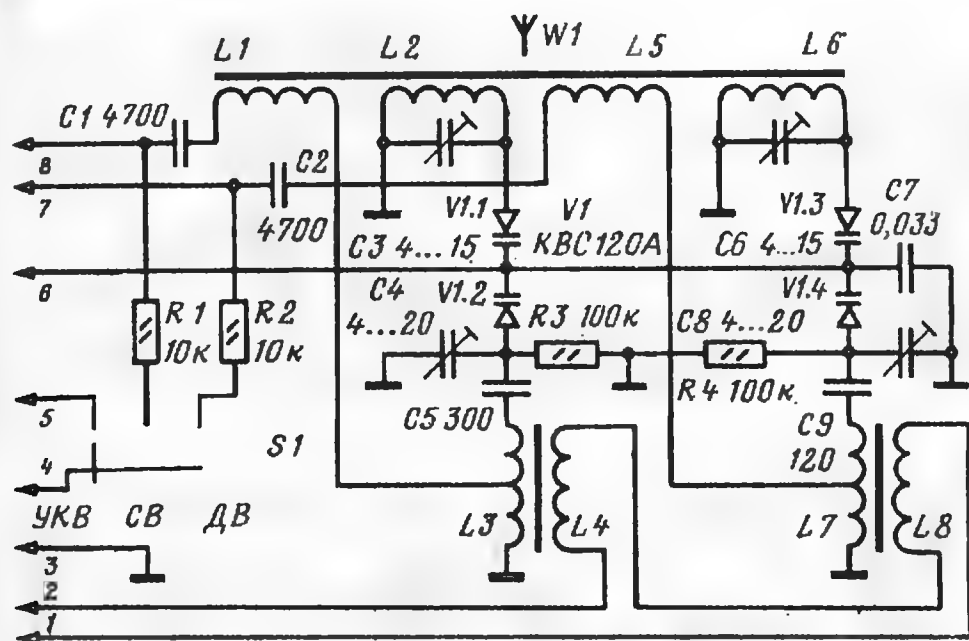 L1 L2 W1 L5 L6
C1 4700
8
C2
7
4700
V1.1 V1 V1.3 C7
КВС120А 0,033
C3 4...15 C6 4...15
6
C4 V1.2 V1.4
R1 R2 4...20 R3 100к C8 4...20
10к 10к
R4 100к
5 C5 300 C9
S1 120
4
УКВ СВ ДВ L3 L4 L7 L8
3
2
1